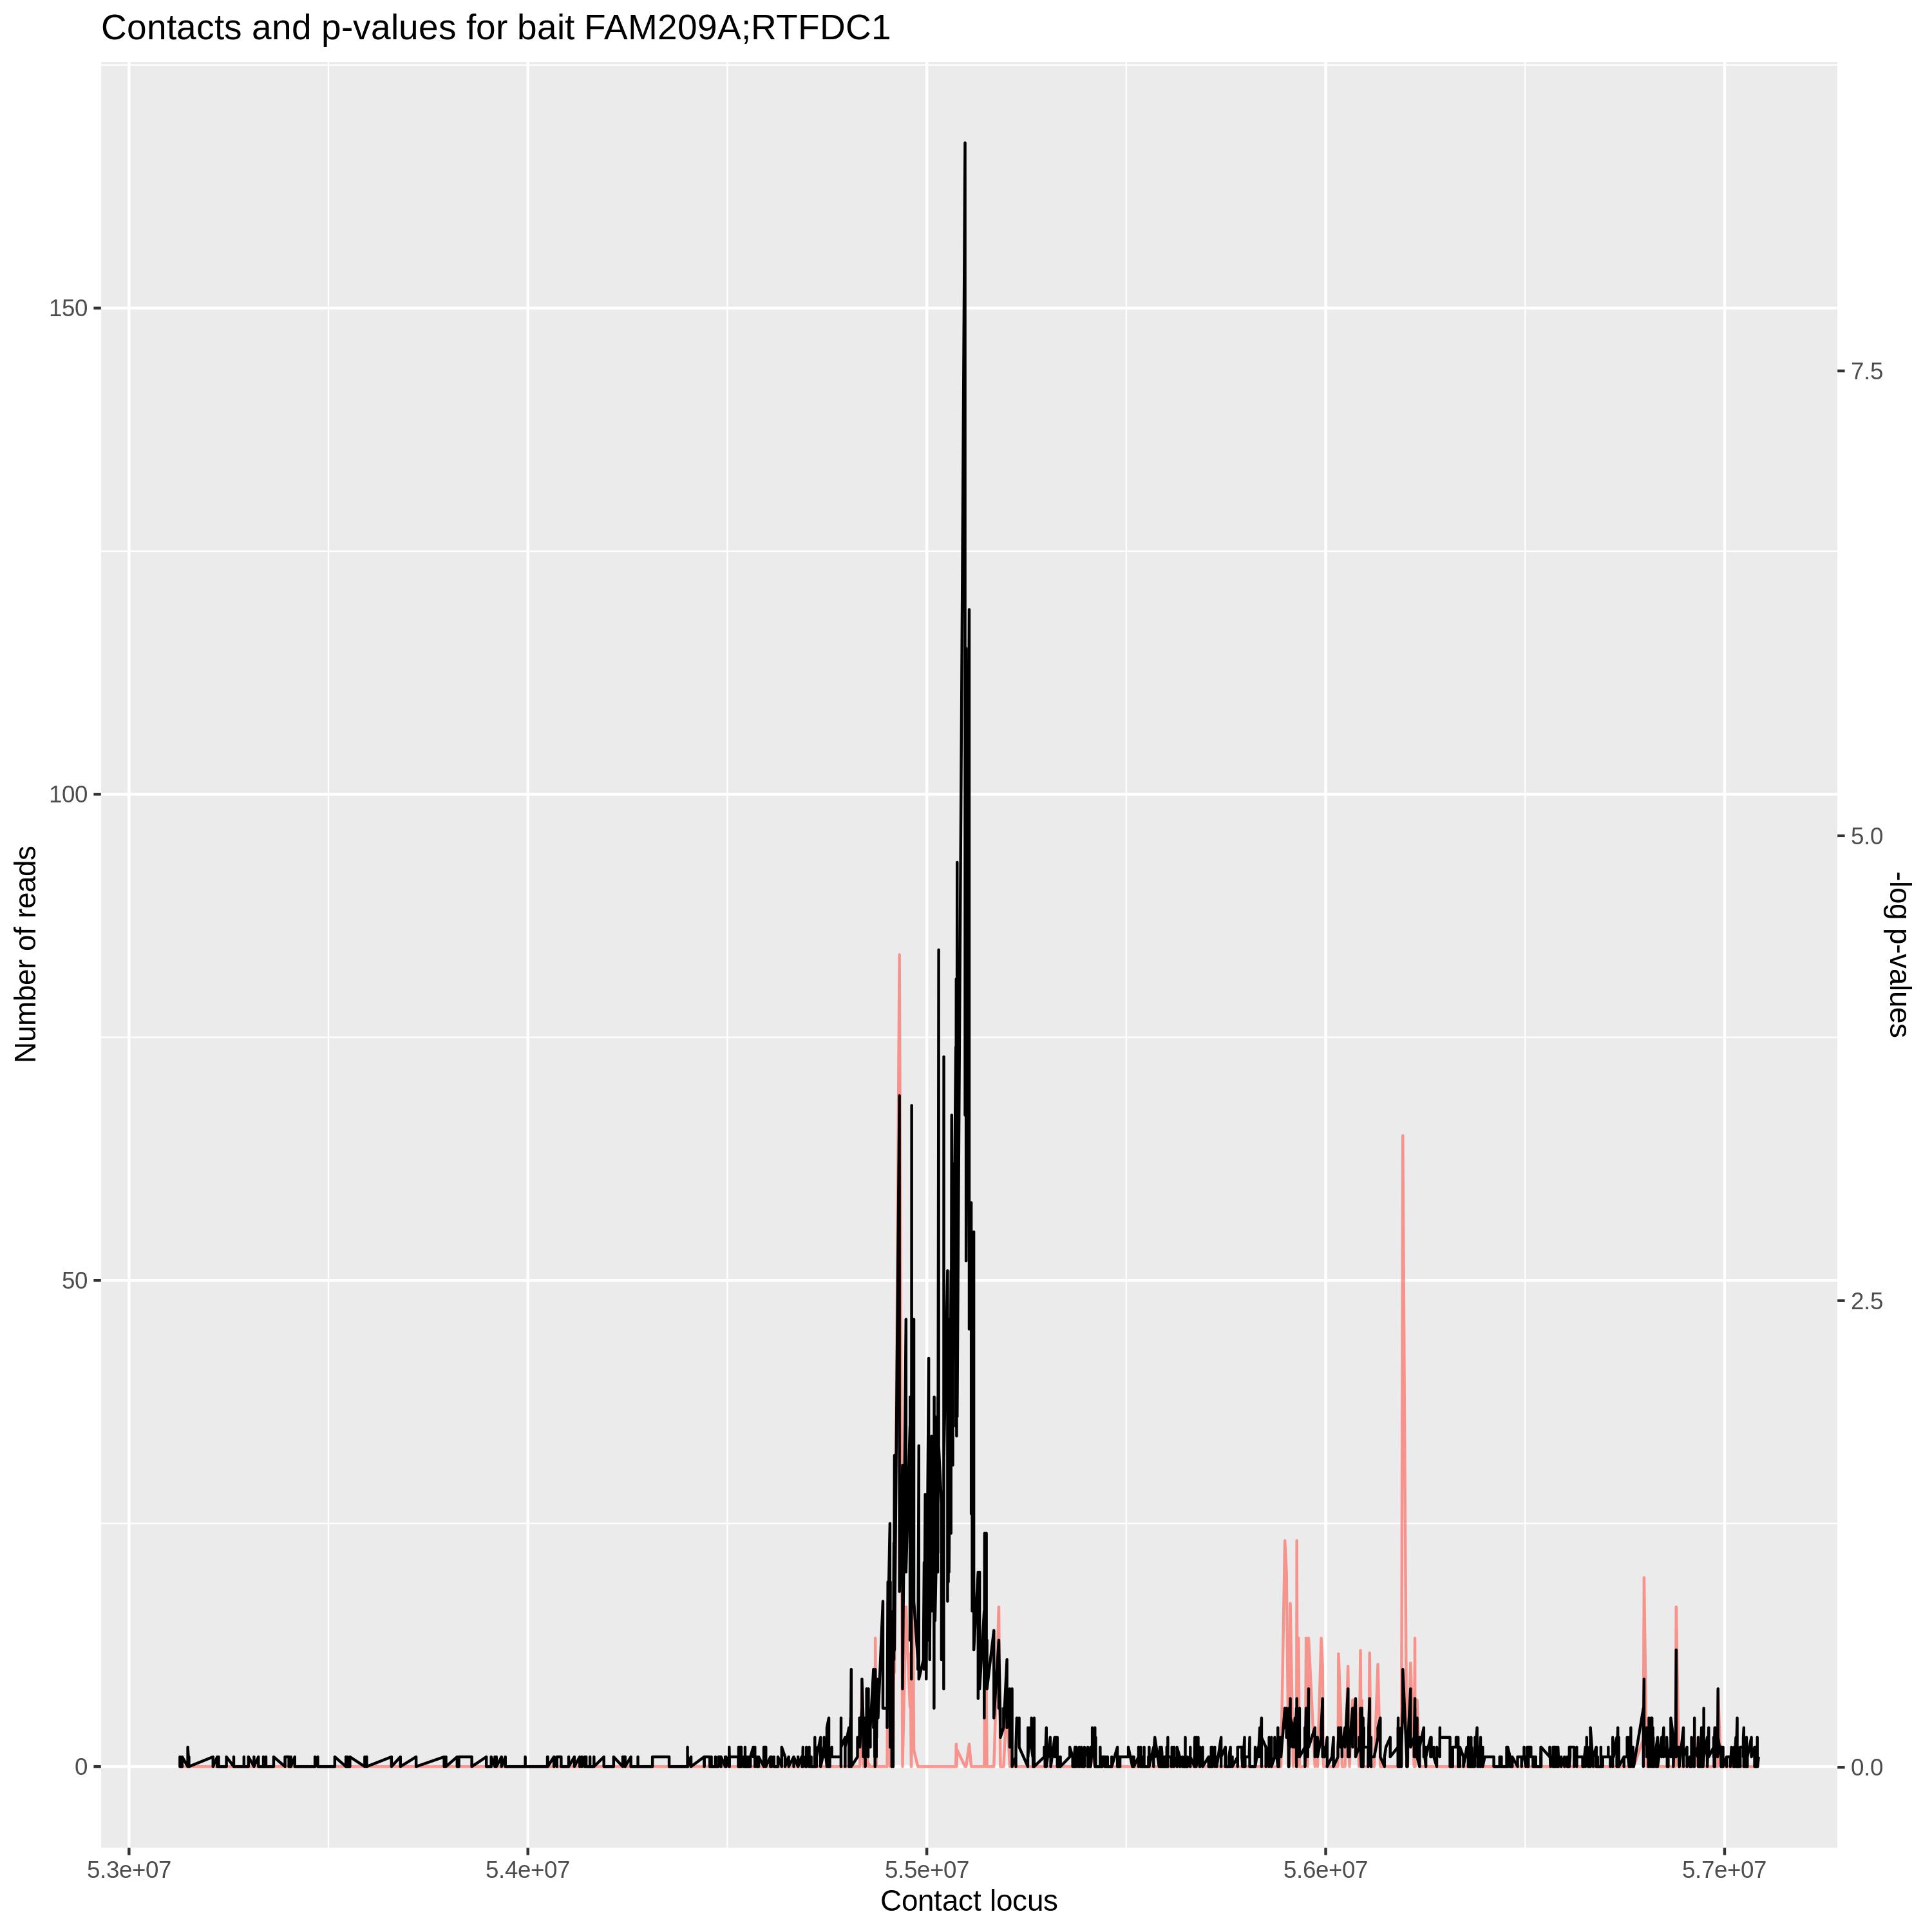 Contacts and p-values for bait FAM209A;RTFDC1
150
100
50
0
Number of reads
7.5
5.0
2.5
0.0
-log p-values
5.3e+07
5.4e+07
5.5e+07
5.6e+07
5.7e+07
Contact locus